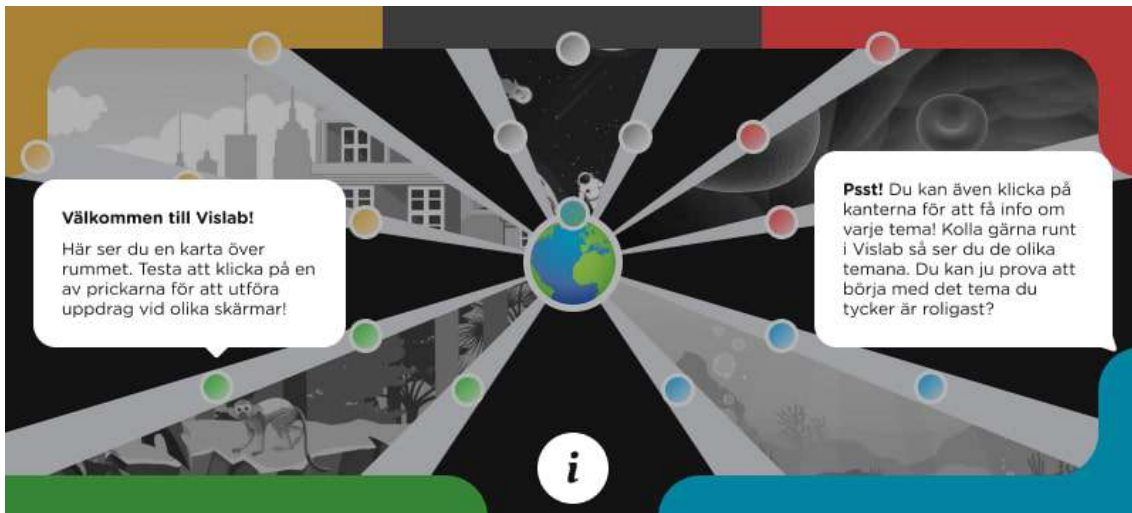 Välkommen till Vislab!
Här ser du en karta över
rummet. Testa att klicka på en
av prickarna för att utföra
uppdrag vid olika skärmar!
Psst! Du kan även klicka på
kanterna för att få info om
varje tema! Kolla gärna runt
i Vislab så ser du de olika
temana. Du kan ju prova att
börja med det tema du
tycker är roligast?
i